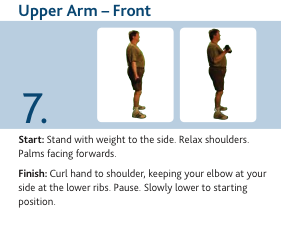 Upper Arm – Front
7.
Start: Stand with weight to the side. Relax shoulders.
Palms facing forwards.
Finish: Curl hand to shoulder, keeping your elbow at your
side at the lower ribs. Pause. Slowly lower to starting
position.